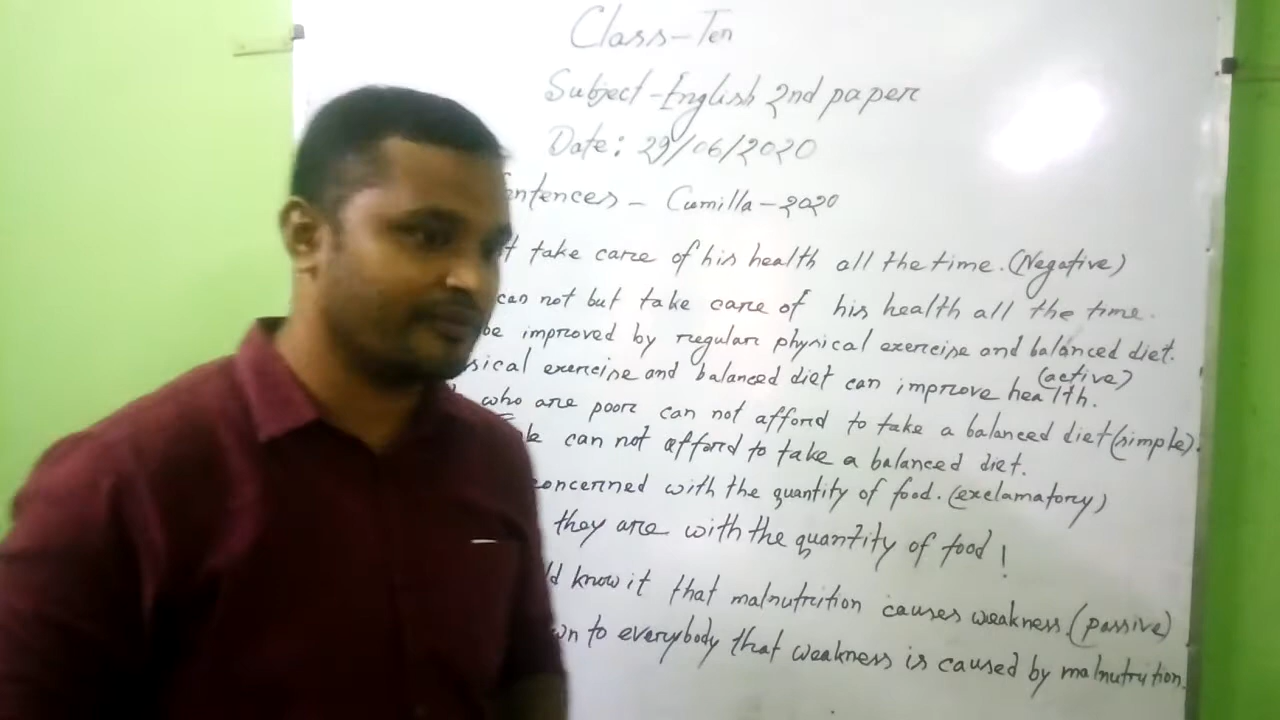 Class-Ten
Subject-English 2nd paper
Date: 29/06/2020
Sentences - Cumilla-2020
take care of his health all the time. (Negative)
can not but take care of his health all the time.
be improved by regular physical exercise and balanced diet.
(active)
exercise and balanced diet can improve health.
who are poor can not afford to take a balanced diet (simple).
can not afford to take a balanced diet.
concerned with the quantity of food. (exclamatory)
they are with the quantity of food!
know it that malnutrition causes weakness. (passive)
to everybody that weakness is caused by malnutrition.